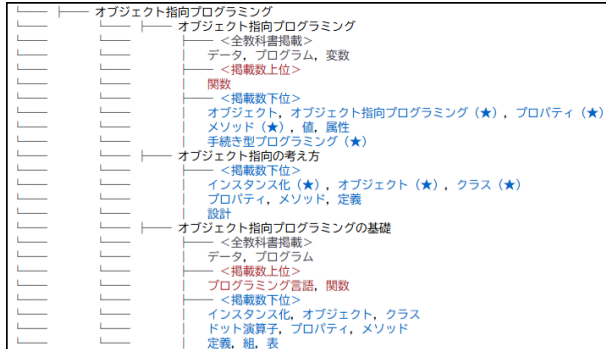 オブジェクト指向プログラミング
オブジェクト指向プログラミング
<全教科書掲載>
データ, プログラム, 変数
<掲載数上位>
関数
<掲載数下位>
オブジェクト, オブジェクト指向プログラミング (★) , プロパティ (★)
メソッド (★) , 値, 属性
手続き型プログラミング (★)
オブジェクト指向の考え方
<掲載数下位>
インスタンス化 (★) , オブジェクト (★) , クラス (★)
プロパティ, メソッド, 定義
設計
オブジェクト指向プログラミングの基礎
<全教科書掲載>
データ, プログラム
<掲載数上位>
プログラミング言語, 関数
<掲載数下位>
インスタンス化, オブジェクト, クラス
ドット演算子, プロパティ, メソッド
定義, 組, 表